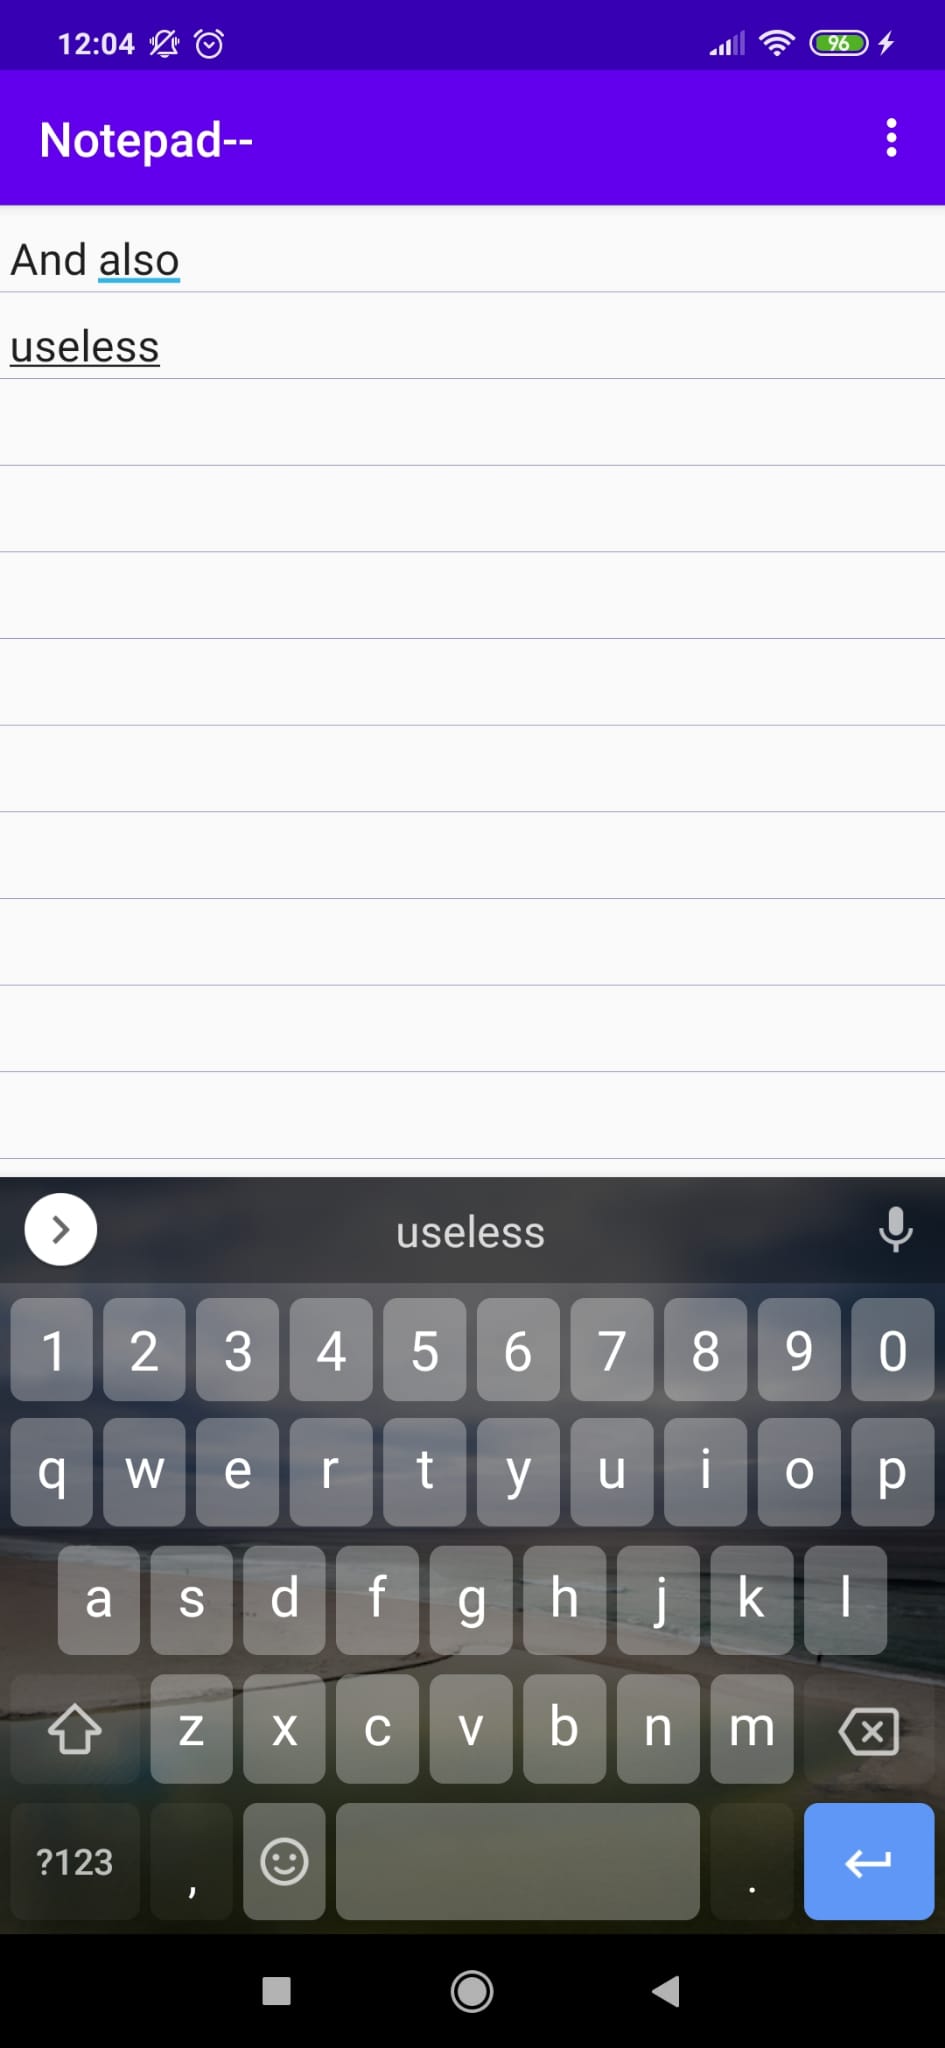 12:04
96
Notepad--
And also
useless
useless
1 2 3 4 5 6 7 8 9 0
q w e r t y u i o p
a s d f g h j k l
z x c v b n m
?123 , .